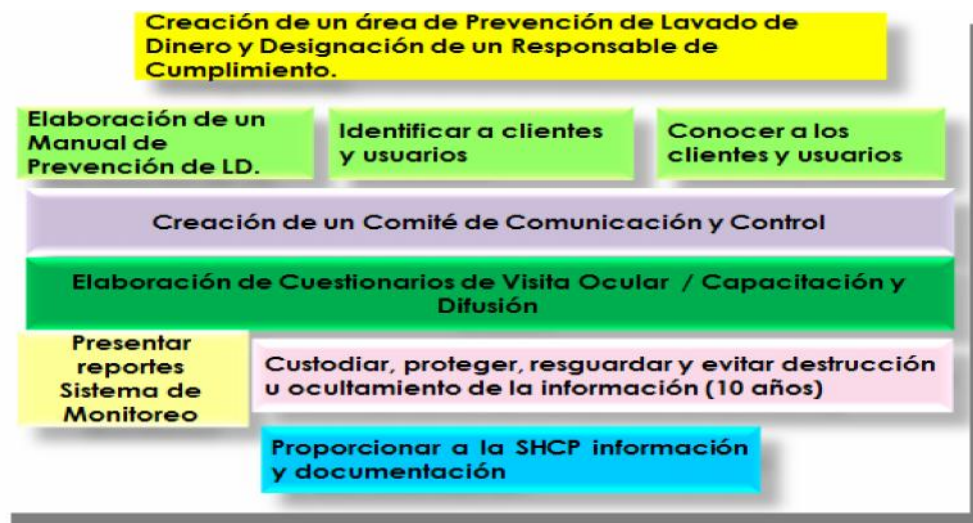 Creación de un área de Prevención de Lavado de
Dinero y Designación de un Responsable de
Cumplimiento.
Elaboración de un
Manual de
Prevención de LD.
Identificar a clientes
y usuarios
Conocer a los
clientes y usuarios
Creación de un Comité de Comunicación y Control
Elaboración de Cuestionarios de Visita Ocular / Capacitación y
Difusión
Presentar
reportes
Sistema de
Monitoreo
Custodiar, proteger, resguardar y evitar destrucción
u ocultamiento de la información (10 años)
Proporcionar a la SHCP información
y documentación